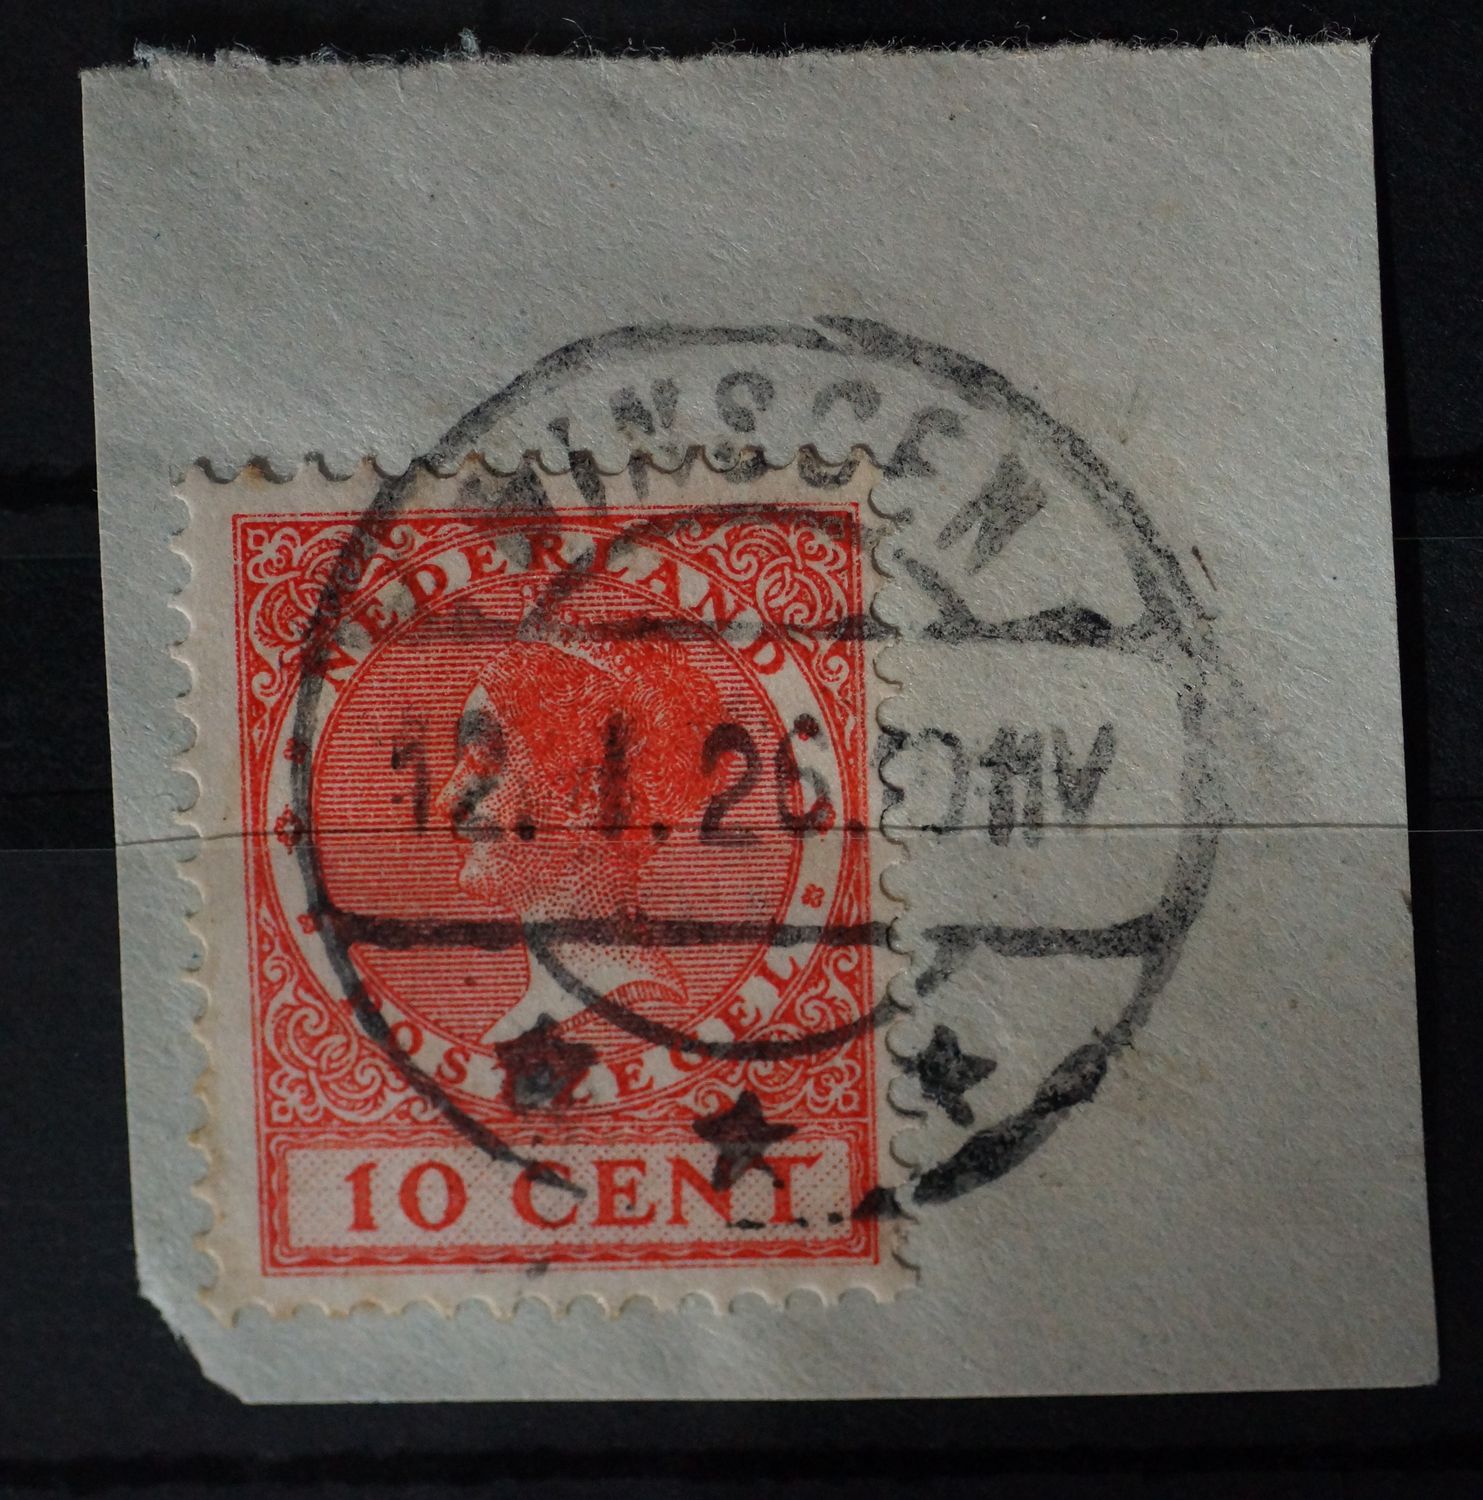 NEDERLAND
12.1.26.
POSTZEGEL
10 CENT